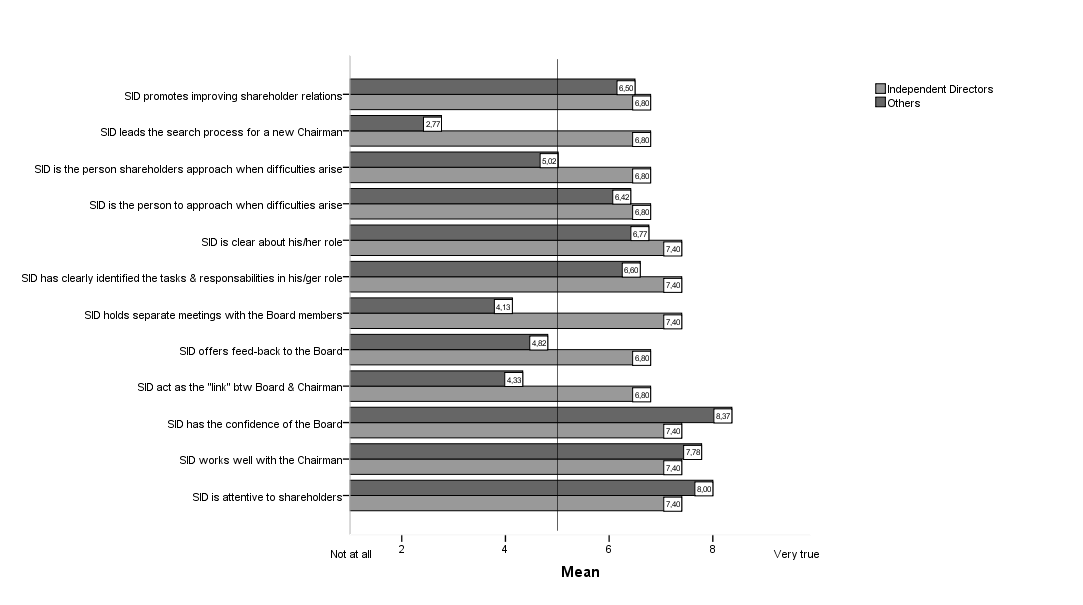 Independent Directors
Others
SID promotes improving shareholder relations
6,50
6,80
SID leads the search process for a new Chairman
2,77
6,80
SID is the person shareholders approach when difficulties arise
5,02
6,80
SID is the person to approach when difficulties arise
6,42
6,80
SID is clear about his/her role
6,77
7,40
SID has clearly identified the tasks & responsabilities in his/ger role
6,60
7,40
SID holds separate meetings with the Board members
4,13
7,40
SID offers feed-back to the Board
4,82
6,80
SID act as the "link" btw Board & Chairman
4,33
6,80
SID has the confidence of the Board
8,37
7,40
SID works well with the Chairman
7,78
7,40
SID is attentive to shareholders
8,00
7,40
Not at all 2 4 6 8 Very true
Mean